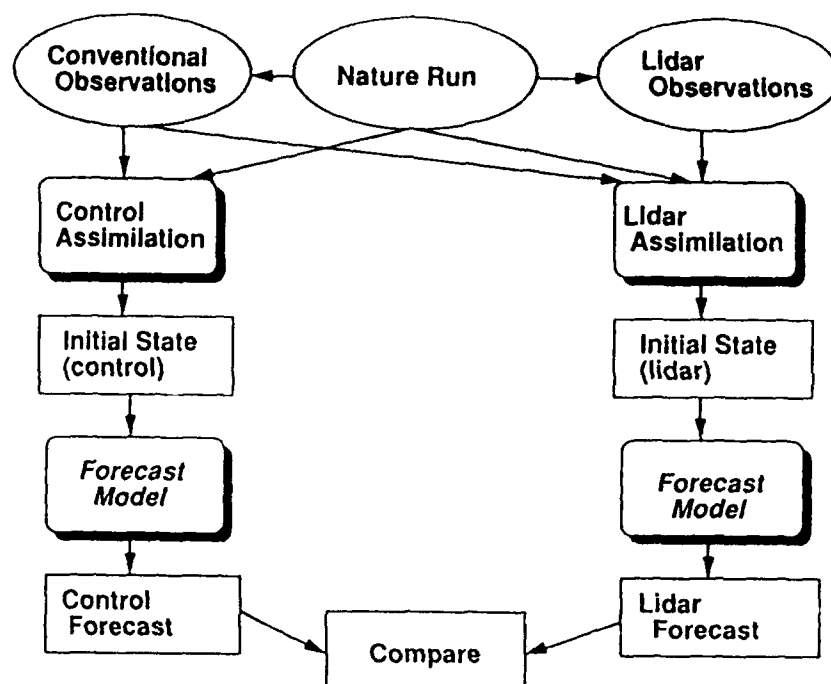 Conventional
Observations
Nature Run
Lidar
Observations
Control
Assimilation
Lidar
Assimilation
Initial State
(control)
Initial State
(lidar)
Forecast
Model
Forecast
Model
Control
Forecast
Compare
Lidar
Forecast